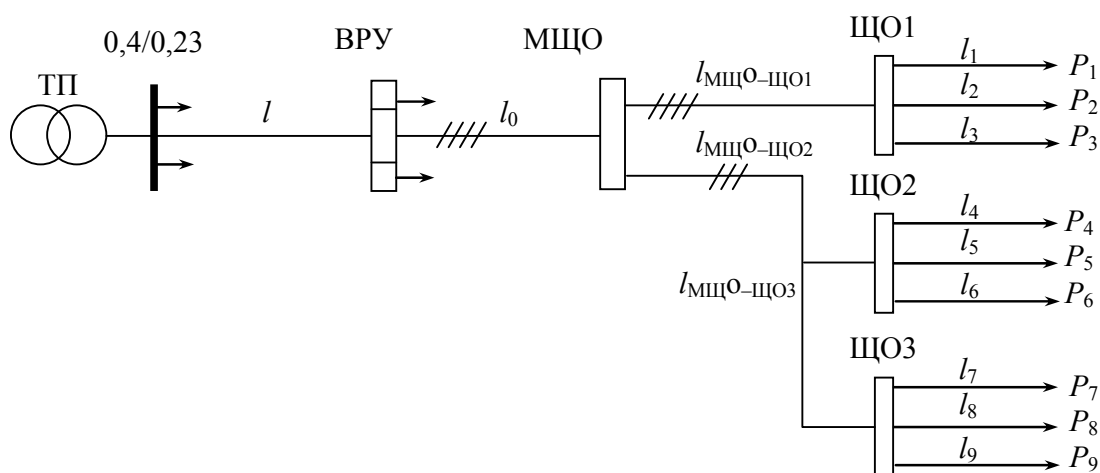 0,4/0,23
ВРУ
МЩО
ЩО1
ТП
l
l₀
lМЩО–ЩО1
lМЩО–ЩО2
lМЩО–ЩО3
l₁
P₁
l₂
P₂
l₃
P₃
ЩО2
l₄
P₄
l₅
P₅
l₆
P₆
ЩО3
l₇
P₇
l₈
P₈
l₉
P₉